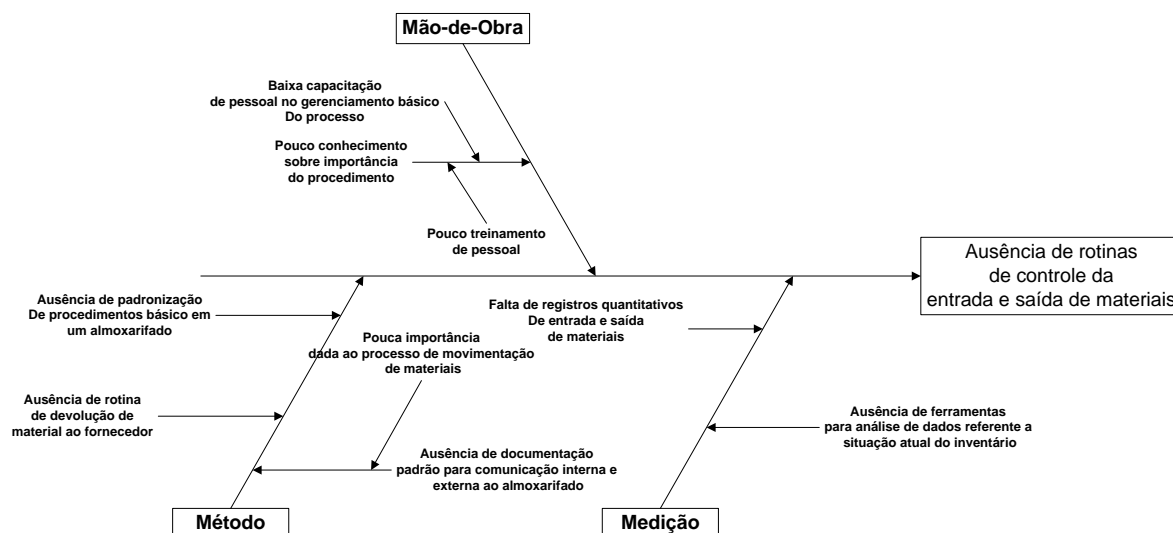 Mão-de-Obra
Baixa capacitação
de pessoal no gerenciamento básico
Do processo
Pouco conhecimento
sobre importância
do procedimento
Pouco treinamento
de pessoal
Ausência de rotinas
de controle da
entrada e saída de materiais
Ausência de padronização
De procedimentos básico em
um almoxarifado
Pouca importância
dada ao processo de movimentação
de materiais
Falta de registros quantitativos
De entrada e saída
de materiais
Ausência de rotina
de devolução de
material ao fornecedor
Ausência de documentação
padrão para comunicação interna e
externa ao almoxarifado
Ausência de ferramentas
para análise de dados referente a
situação atual do inventário
Método
Medição